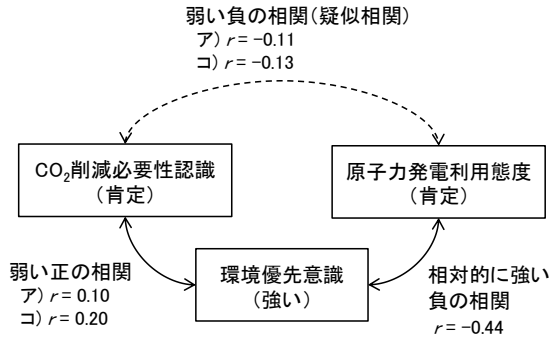 弱い負の相関（疑似相関）
ア）r = −0.11
コ）r = −0.13
CO₂削減必要性認識
（肯定）
原子力発電利用態度
（肯定）
弱い正の相関
ア）r = 0.10
コ）r = 0.20
環境優先意識
（強い）
相対的に強い
負の相関
r = −0.44